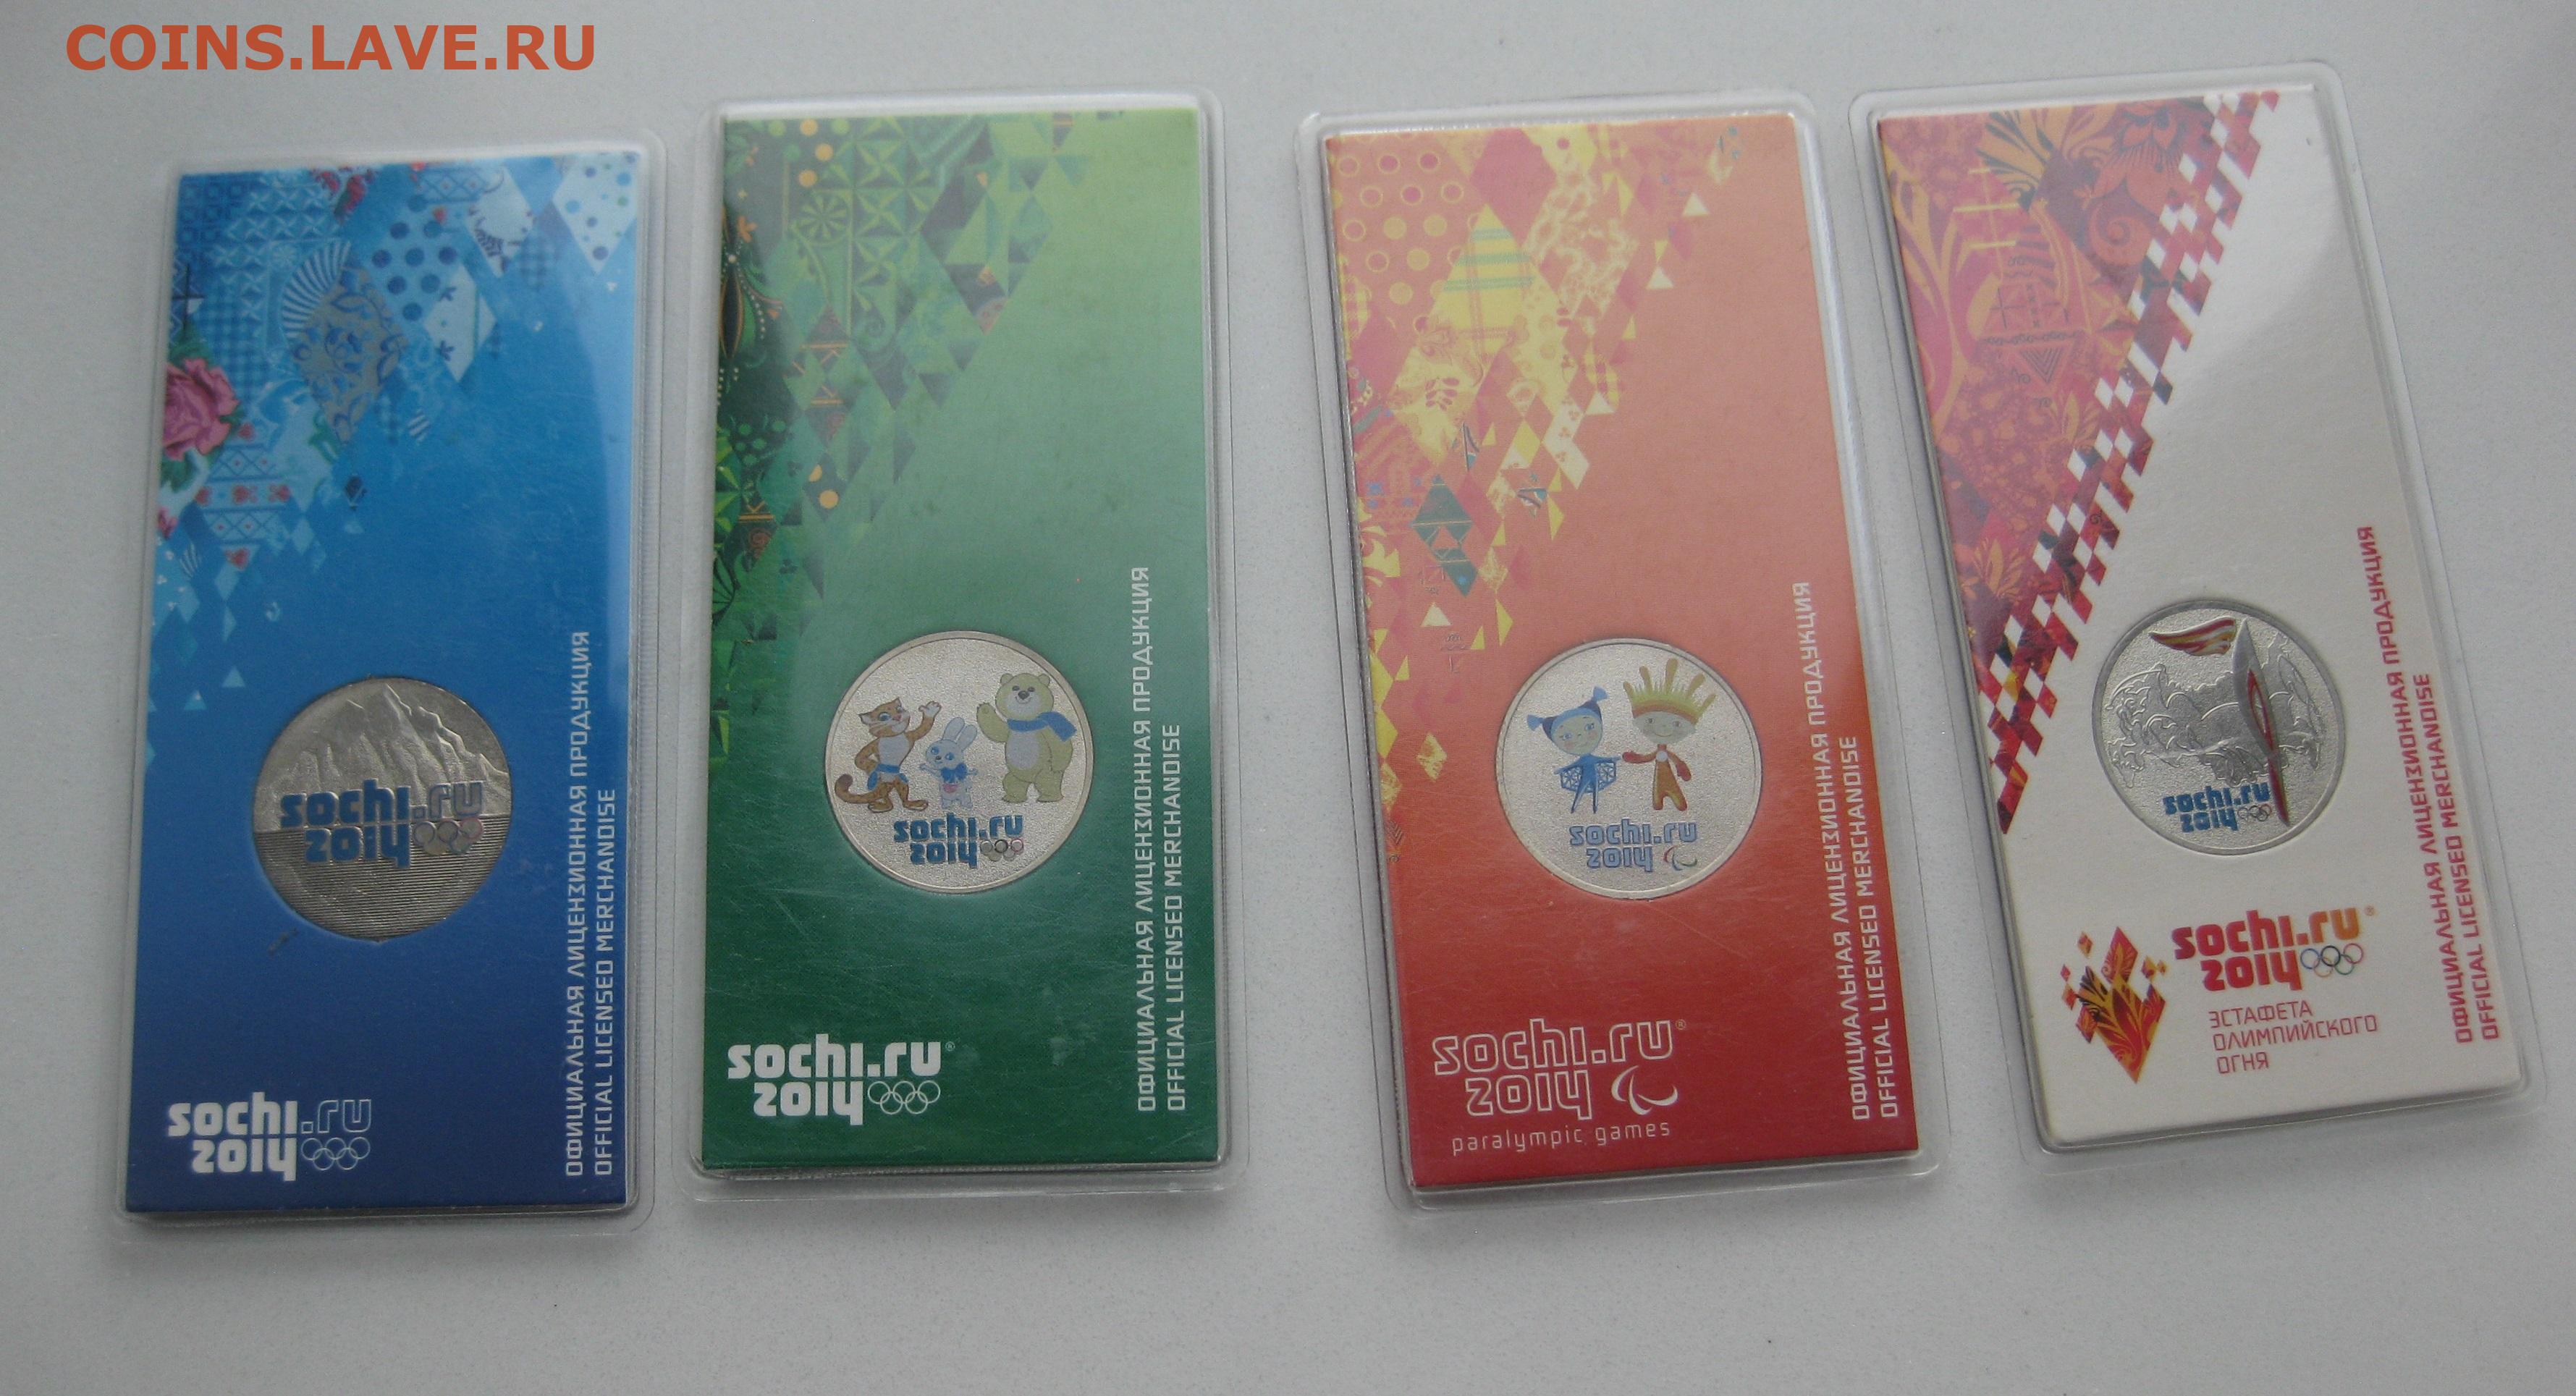 COINS.LAVE.RU
sochi.ru
2014
sochi.ru
2014
ОФИЦИАЛЬНАЯ ЛИЦЕНЗИОННАЯ ПРОДУКЦИЯ
OFFICIAL LICENSED MERCHANDISE
sochi.ru
2014
sochi.ru®
2014
ОФИЦИАЛЬНАЯ ЛИЦЕНЗИОННАЯ ПРОДУКЦИЯ
OFFICIAL LICENSED MERCHANDISE
sochi.ru
2014
sochi.ru®
2014
paralympic games
ОФИЦИАЛЬНАЯ ЛИЦЕНЗИОННАЯ ПРОДУКЦИЯ
OFFICIAL LICENSED MERCHANDISE
sochi.ru
2014
sochi.ru®
2014
ЭСТАФЕТА
ОЛИМПИЙСКОГО
ОГНЯ
ОФИЦИАЛЬНАЯ ЛИЦЕНЗИОННАЯ ПРОДУКЦИЯ
OFFICIAL LICENSED MERCHANDISE